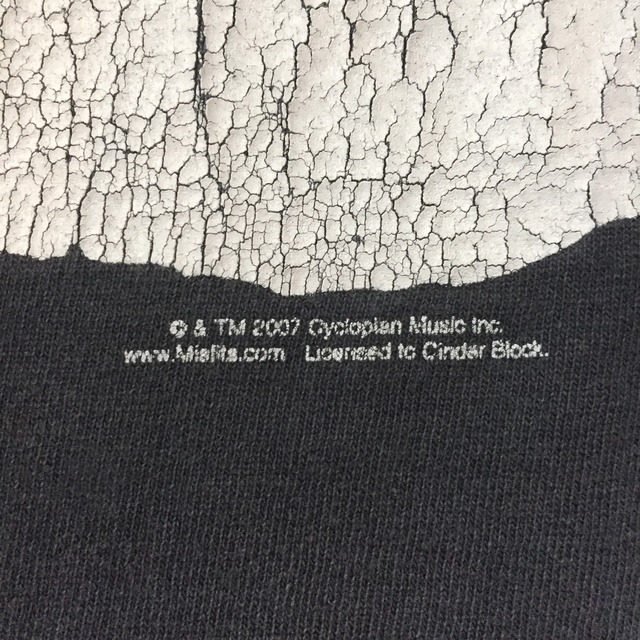 © & TM 2007 Cyclopian Music Inc.
www.Misfits.com Licensed to Cinder Block.